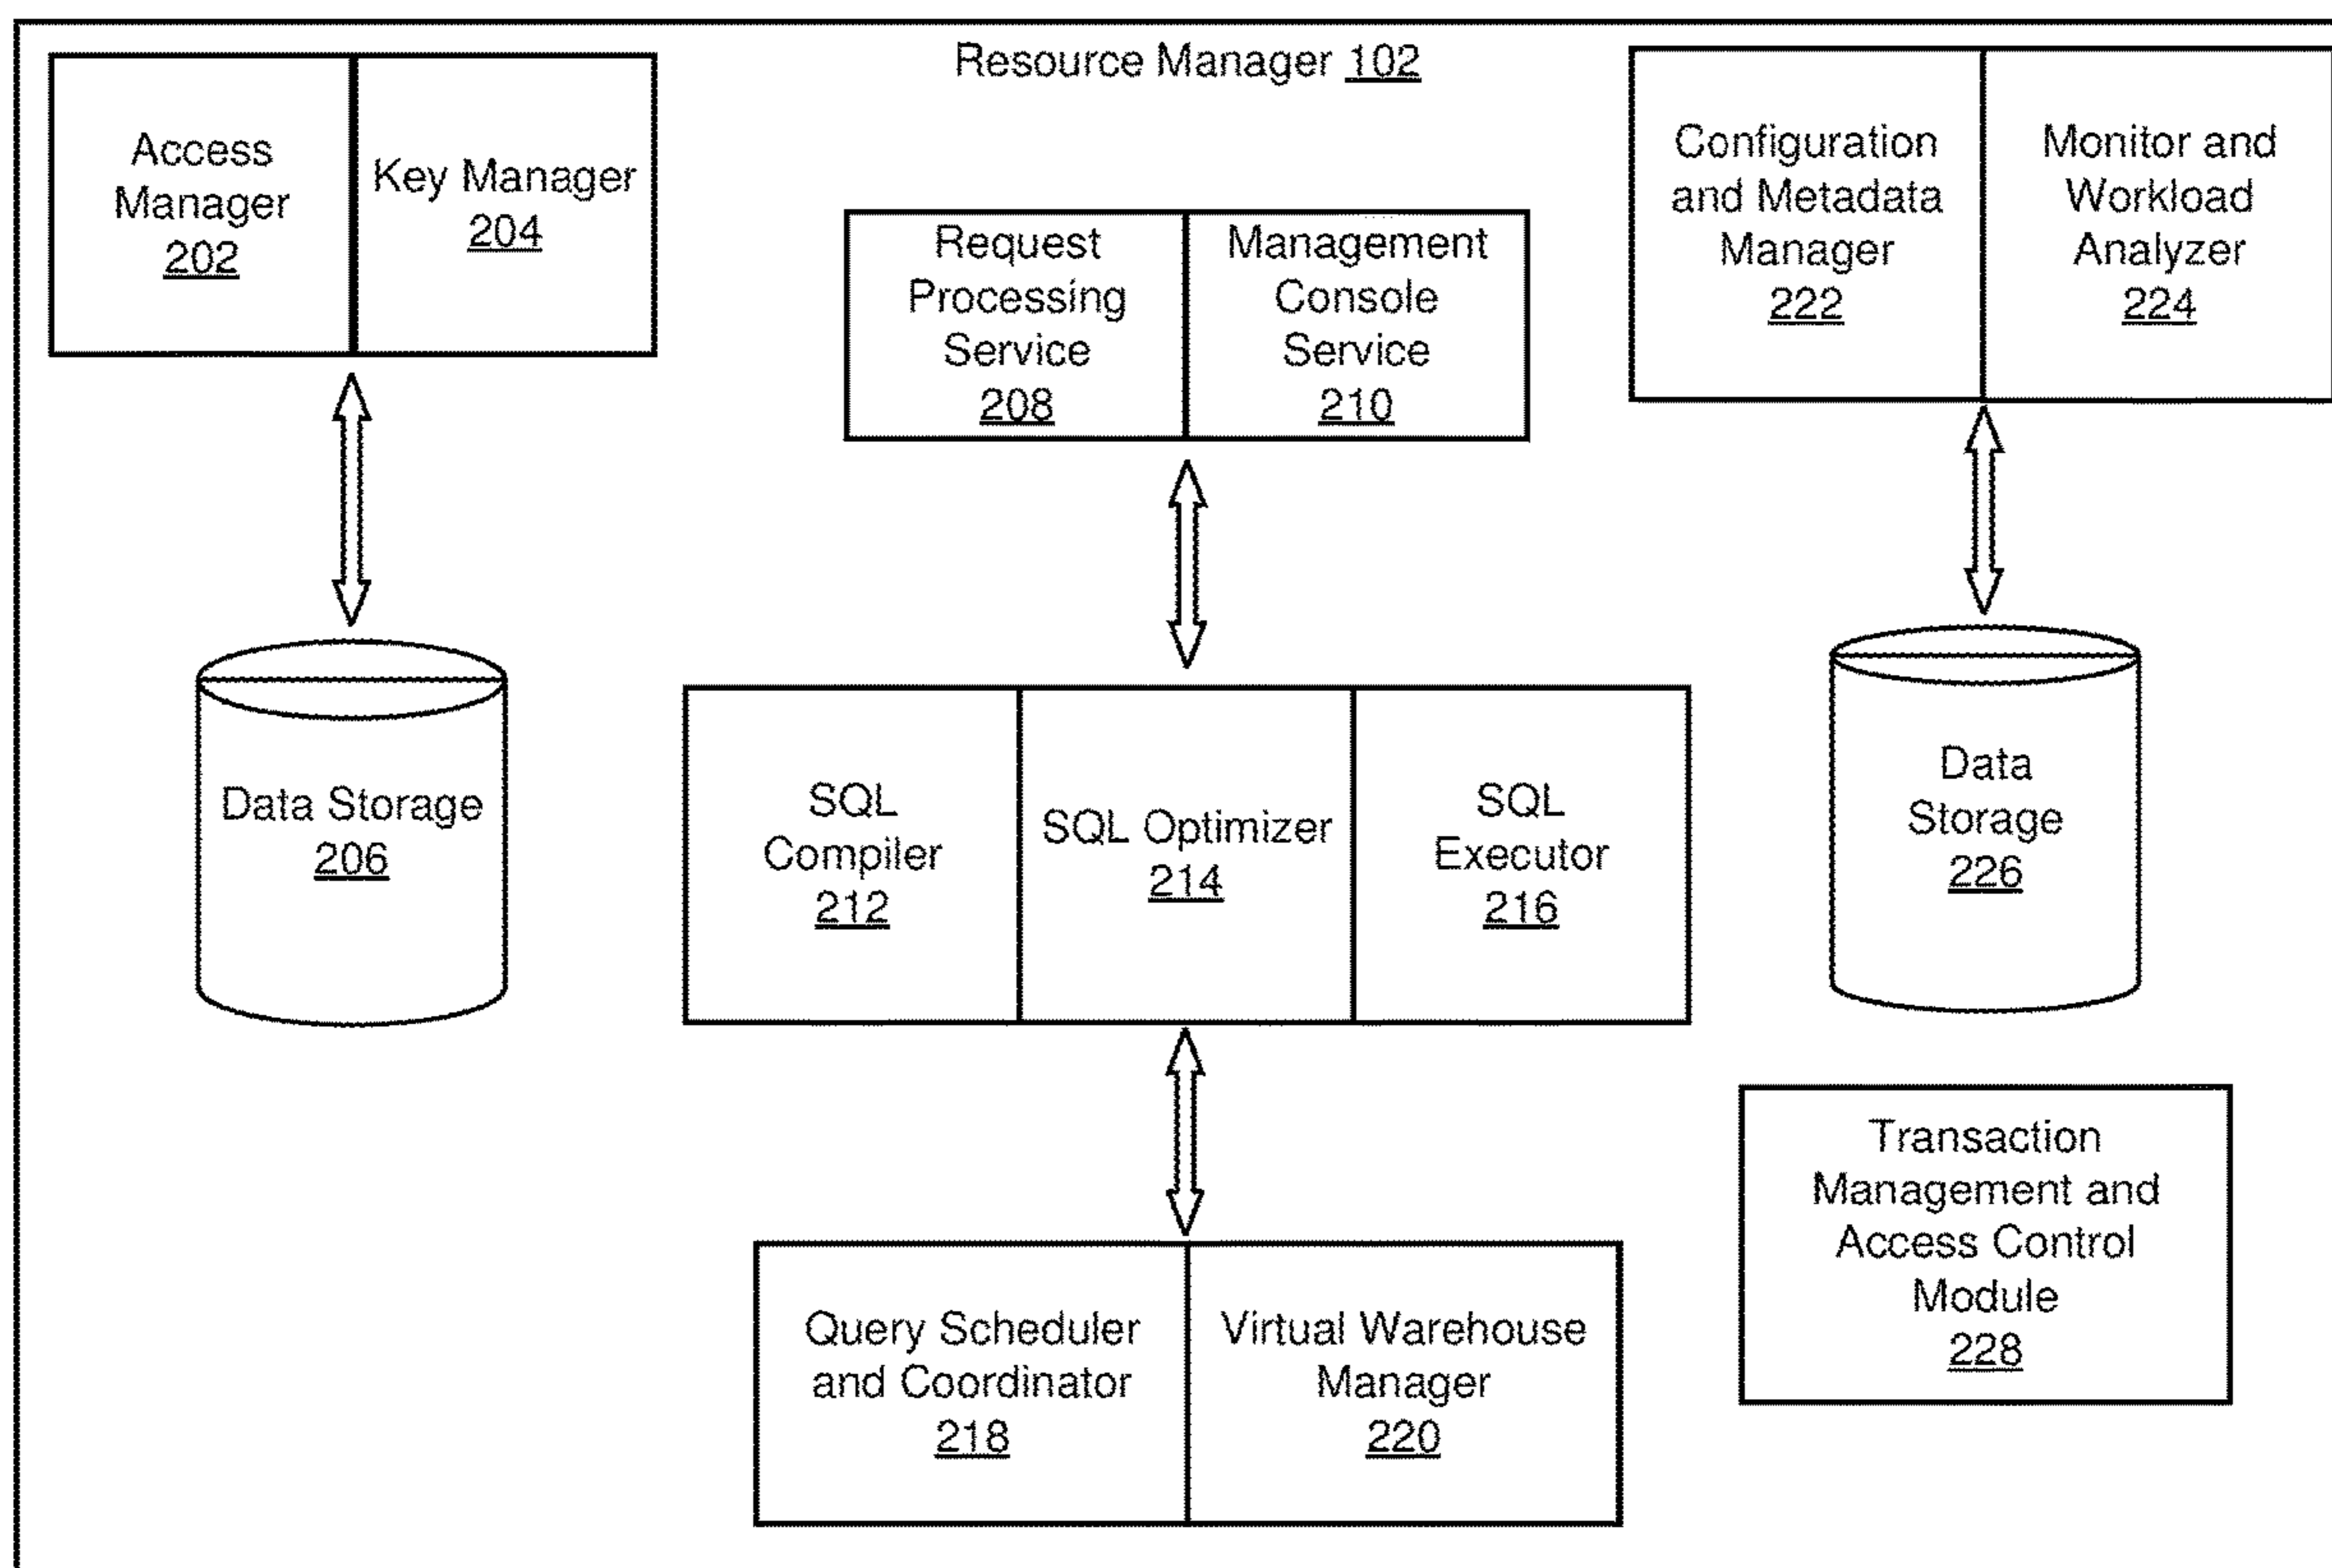 Resource Manager 102
Access
Manager
202
Key Manager
204
Request
Processing
Service
208
Management
Console
Service
210
Configuration
and Metadata
Manager
222
Monitor and
Workload
Analyzer
224
Data Storage
206
SQL
Compiler
212
SQL Optimizer
214
SQL
Executor
216
Data
Storage
226
Query Scheduler
and Coordinator
218
Virtual Warehouse
Manager
220
Transaction
Management and
Access Control
Module
228